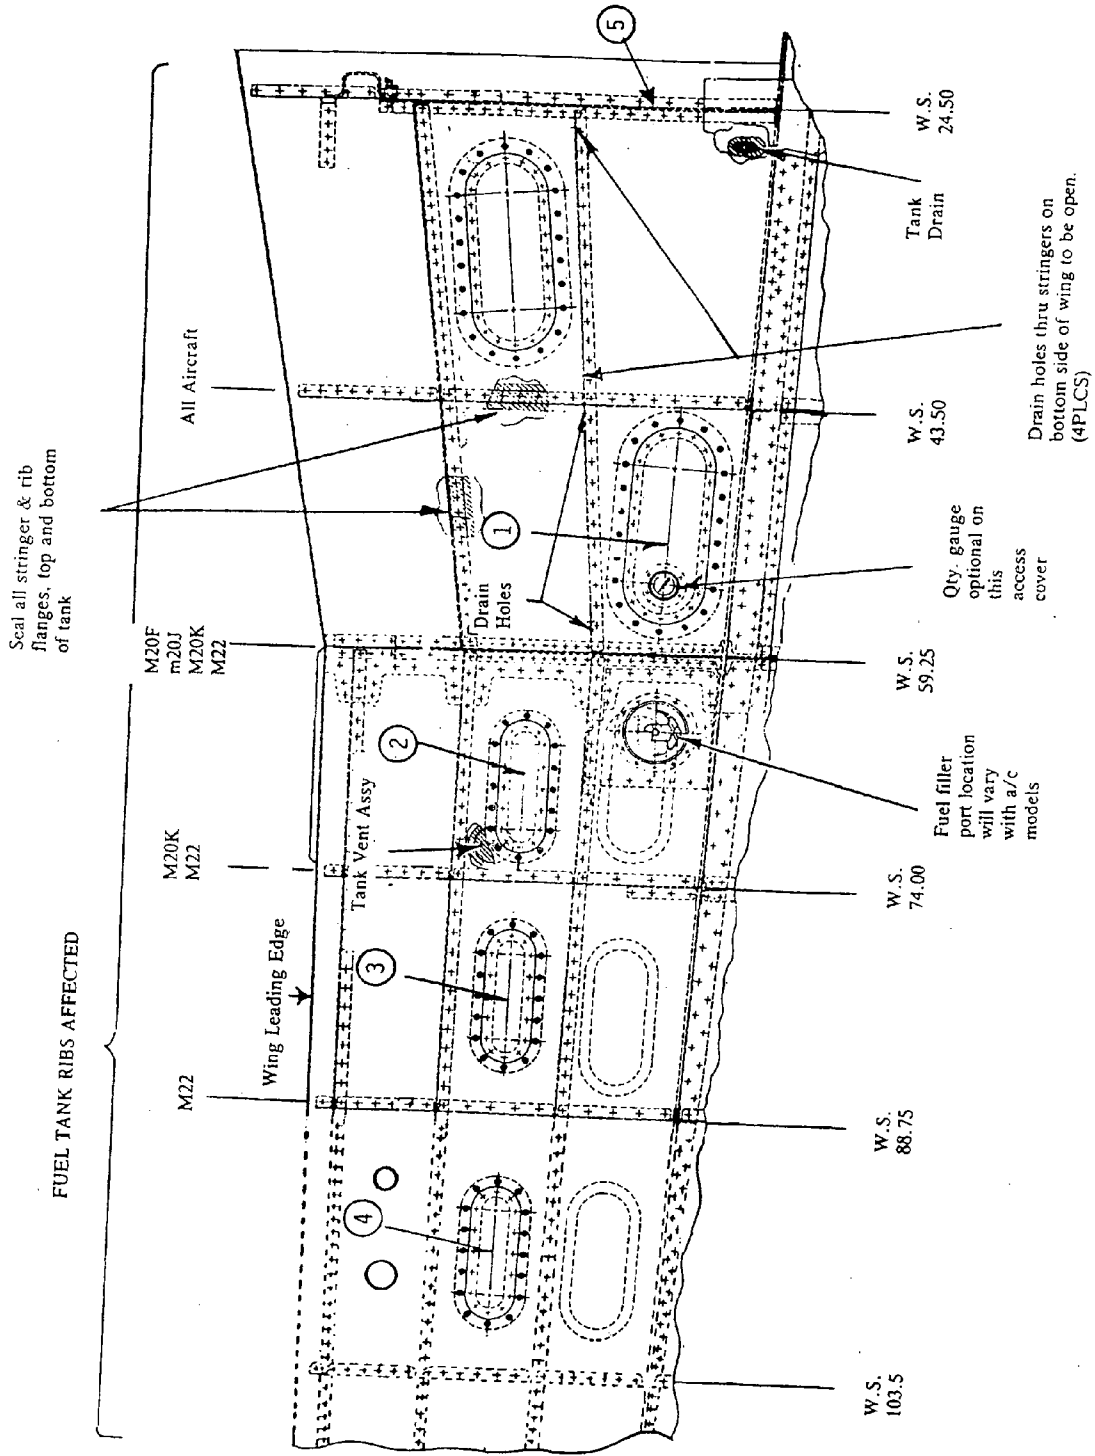 FUEL TANK RIBS AFFECTED
Seal all stringer & rib
flanges, top and bottom
of tank
M22
M20K
M22
M20F
m20J
M20K
M22
All Aircraft
Wing Leading Edge
Tank Vent Assy
Drain
Holes
4
3
2
1
5
W.S.
103.5
W.S.
88.75
W.S.
74.00
W.S.
59.25
W.S.
43.50
W.S.
24.50
Fuel filler
port location
will vary
with a/c
models
Qty. gauge
optional on
this
access
cover
Tank
Drain
Drain holes thru stringers on
bottom side of wing to be open.
(4PLCS)